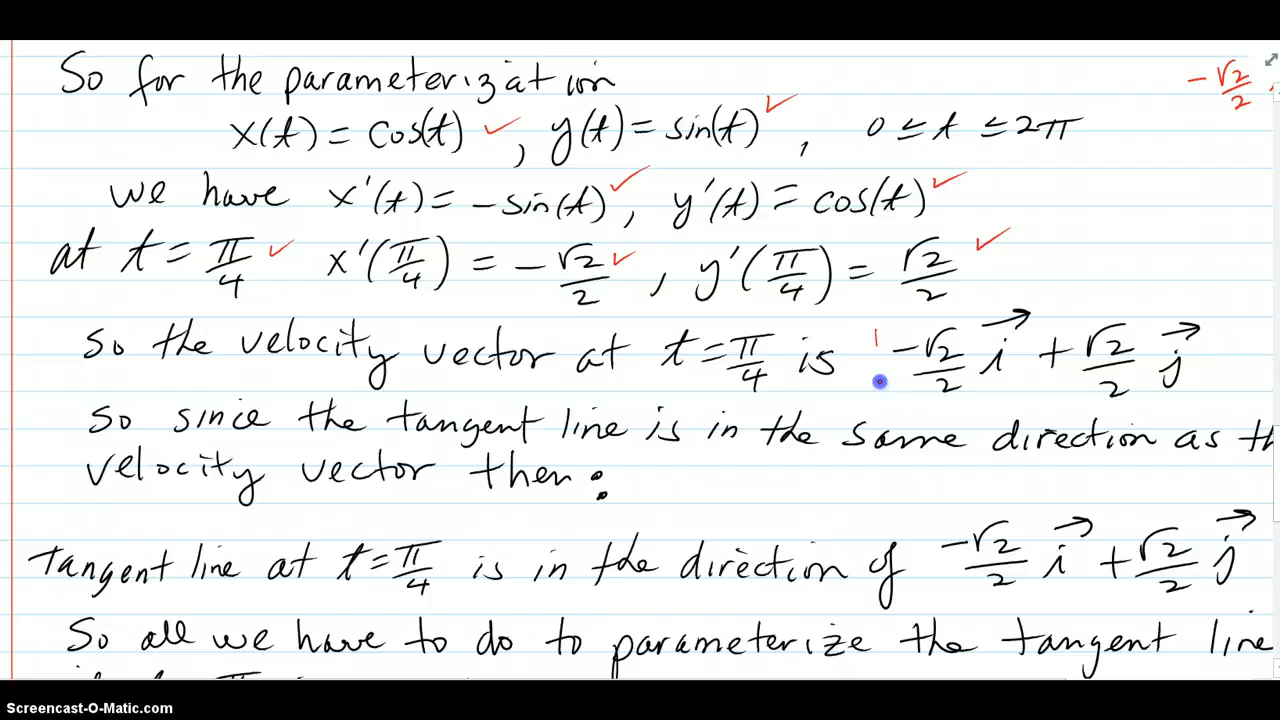 So for the parameterization
-√2/2
x(t) = cos(t) ✓, y(t) = sin(t) ✓, 0 ≤ t ≤ 2π
we have x'(t) = -sin(t) ✓, y'(t) = cos(t) ✓
at t = π/4 ✓ x'(π/4) = -√2/2 ✓, y'(π/4) = √2/2 ✓
So the velocity vector at t = π/4 is -√2/2 i⃗ + √2/2 j⃗
So since the tangent line is in the same direction as th
velocity vector then:
Tangent line at t = π/4 is in the direction of -√2/2 i⃗ + √2/2 j⃗
So all we have to do to parameterize the tangent line
Screencast-O-Matic.com